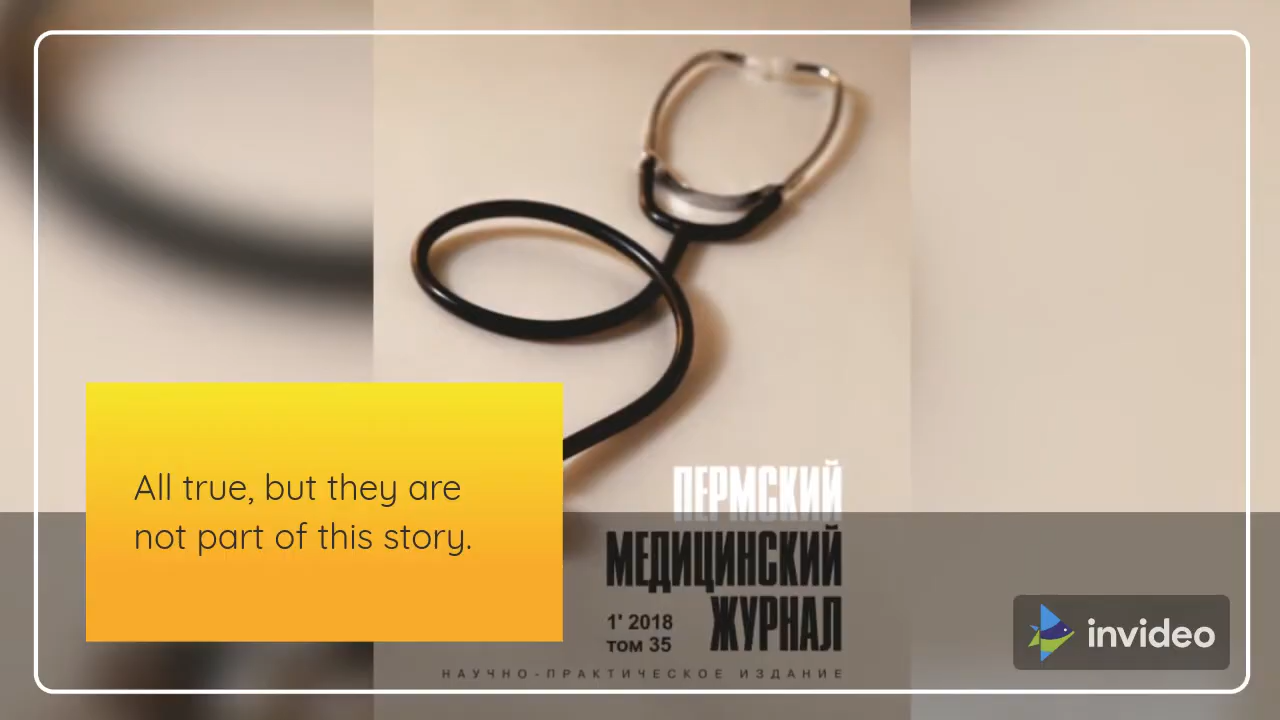 All true, but they are
not part of this story.
ПЕРМСКИЙ
МЕДИЦИНСКИЙ
ЖУРНАЛ
1' 2018
том 35
НАУЧНО-ПРАКТИЧЕСКОЕ ИЗДАНИЕ
invideo